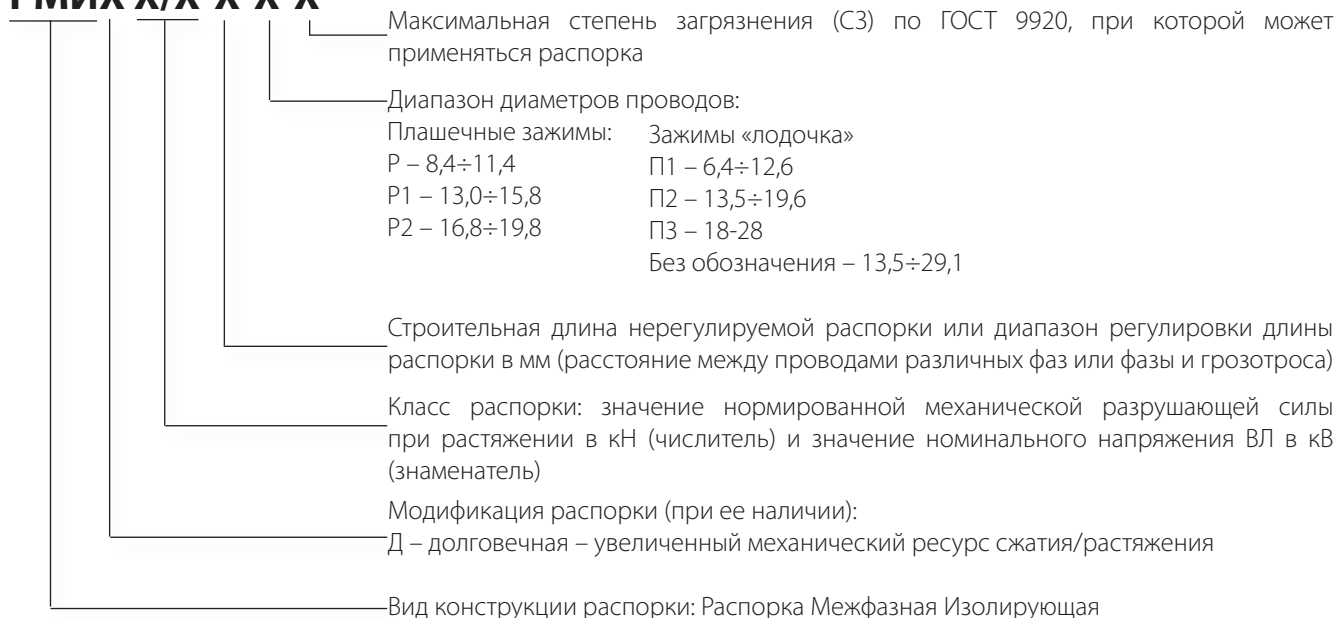 РМИХ Х/Х-Х-Х-Х
Максимальная степень загрязнения (СЗ) по ГОСТ 9920, при которой может
применяться распорка
Диапазон диаметров проводов:
Плашечные зажимы:
Р – 8,4÷11,4
Р1 – 13,0÷15,8
Р2 – 16,8÷19,8
Зажимы «лодочка»
П1 – 6,4÷12,6
П2 – 13,5÷19,6
П3 – 18-28
Без обозначения – 13,5÷29,1
Строительная длина нерегулируемой распорки или диапазон регулировки длины
распорки в мм (расстояние между проводами различных фаз или фазы и грозотроса)
Класс распорки: значение нормированной механической разрушающей силы
при растяжении в кН (числитель) и значение номинального напряжения ВЛ в кВ
(знаменатель)
Модификация распорки (при ее наличии):
Д – долговечная – увеличенный механический ресурс сжатия/растяжения
Вид конструкции распорки: Распорка Межфазная Изолирующая